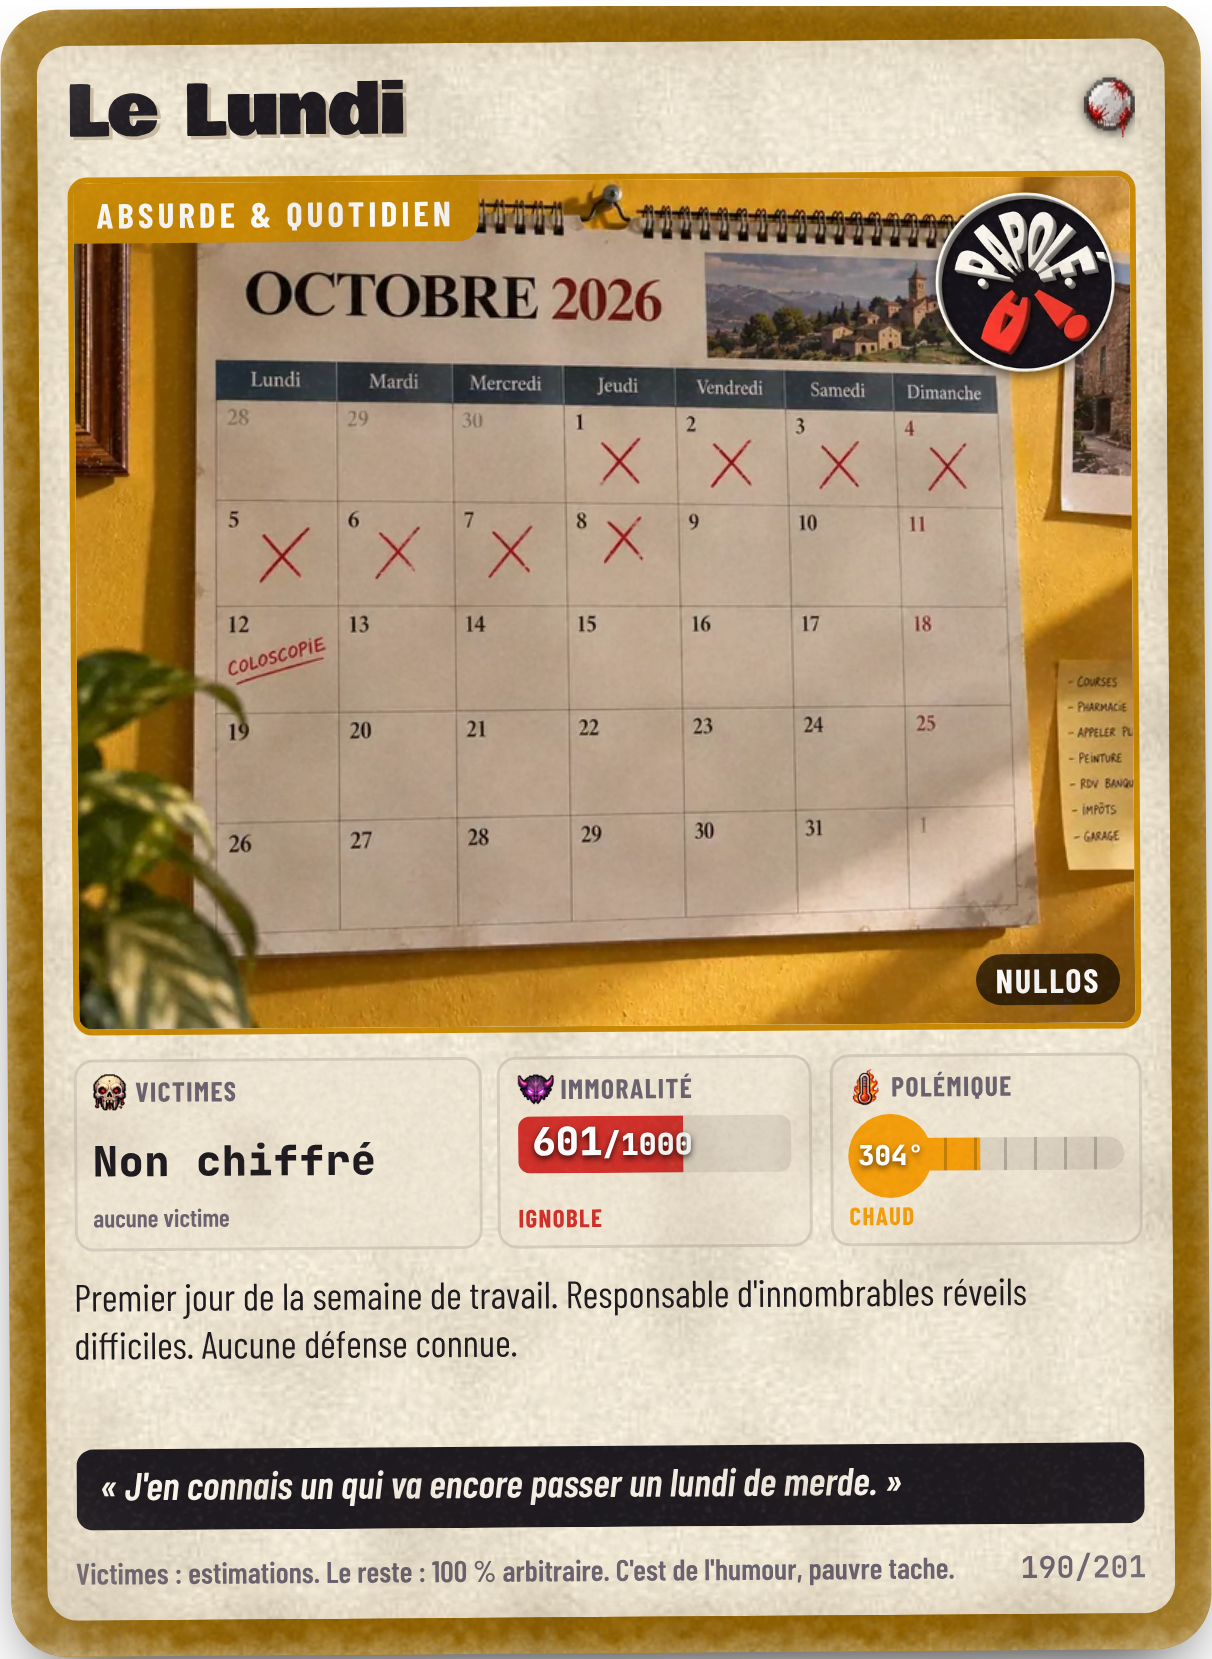 Le Lundi
ABSURDE & QUOTIDIEN
.PAPOLÉ.
OCTOBRE 2026
Lundi Mardi Mercredi Jeudi Vendredi Samedi Dimanche
28 29 30 1 2 3 4
5 6 7 8 9 10 11
12 13 14 15 16 17 18
COLOSCOPIE
19 20 21 22 23 24 25
26 27 28 29 30 31 1
- COURSES
- PHARMACIE
- APPELER
- PEINTURE
- RDV
- IMPÔTS
- GARAGE
NULLOS
VICTIMES
Non chiffré
aucune victime
IMMORALITÉ
601/1000
IGNOBLE
POLÉMIQUE
304°
CHAUD
Premier jour de la semaine de travail. Responsable d'innombrables réveils
difficiles. Aucune défense connue.
« J'en connais un qui va encore passer un lundi de merde. »
Victimes : estimations. Le reste : 100 % arbitraire. C'est de l'humour, pauvre tache.
190/201